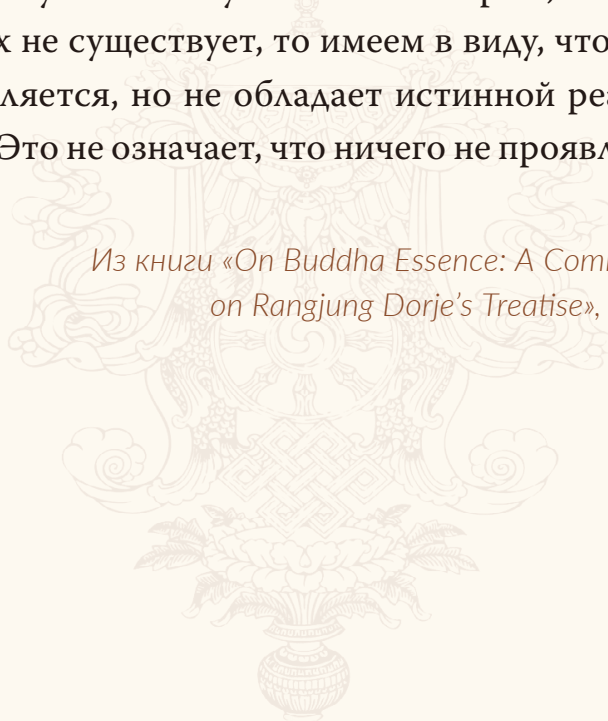 х не существует, то имеем в виду, что
ляется, но не обладает истинной реа
Это не означает, что ничего не проявл
Из книги «On Buddha Essence: A Com
on Rangjung Dorje’s Treatise»,